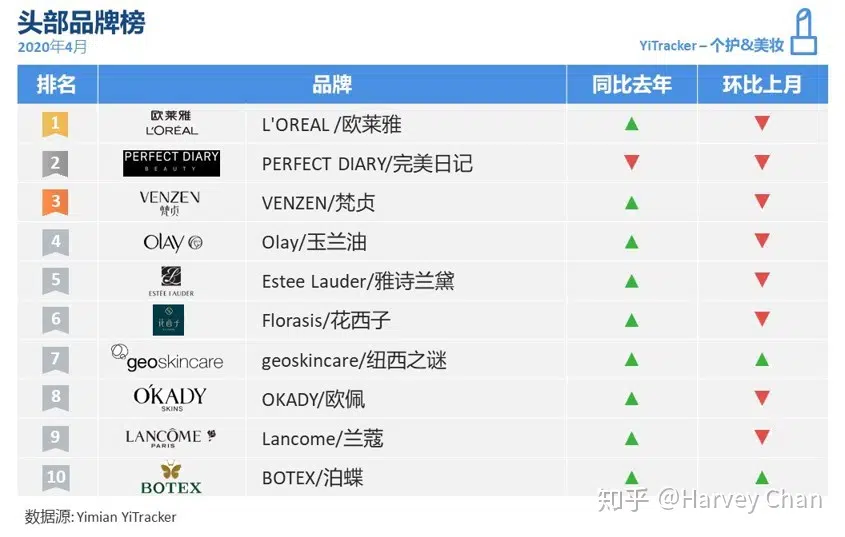 头部品牌榜
2020年4月
YiTracker – 个护&美妆
排名 品牌 同比去年 环比上月
1 欧莱雅 L'ORÉAL L'OREAL /欧莱雅 ▲ ▼
2 PERFECT DIARY BEAUTY PERFECT DIARY/完美日记 ▼ ▼
3 VENZEN 梵贞 VENZEN/梵贞 ▲ ▼
4 OLAY Olay/玉兰油 ▲ ▼
5 ESTĒE LAUDER Estee Lauder/雅诗兰黛 ▲ ▼
6 花西子 Florasis/花西子 ▲ ▼
7 geoskincare geoskincare/纽西之谜 ▲ ▲
8 O'KADY SKINS OKADY/欧佩 ▲ ▼
9 LANCÔME PARIS Lancome/兰蔻 ▲ ▼
10 BOTEX BOTEX/泊蝶 ▲ ▲
知乎 @Harvey Chan
数据源: Yimian YiTracker